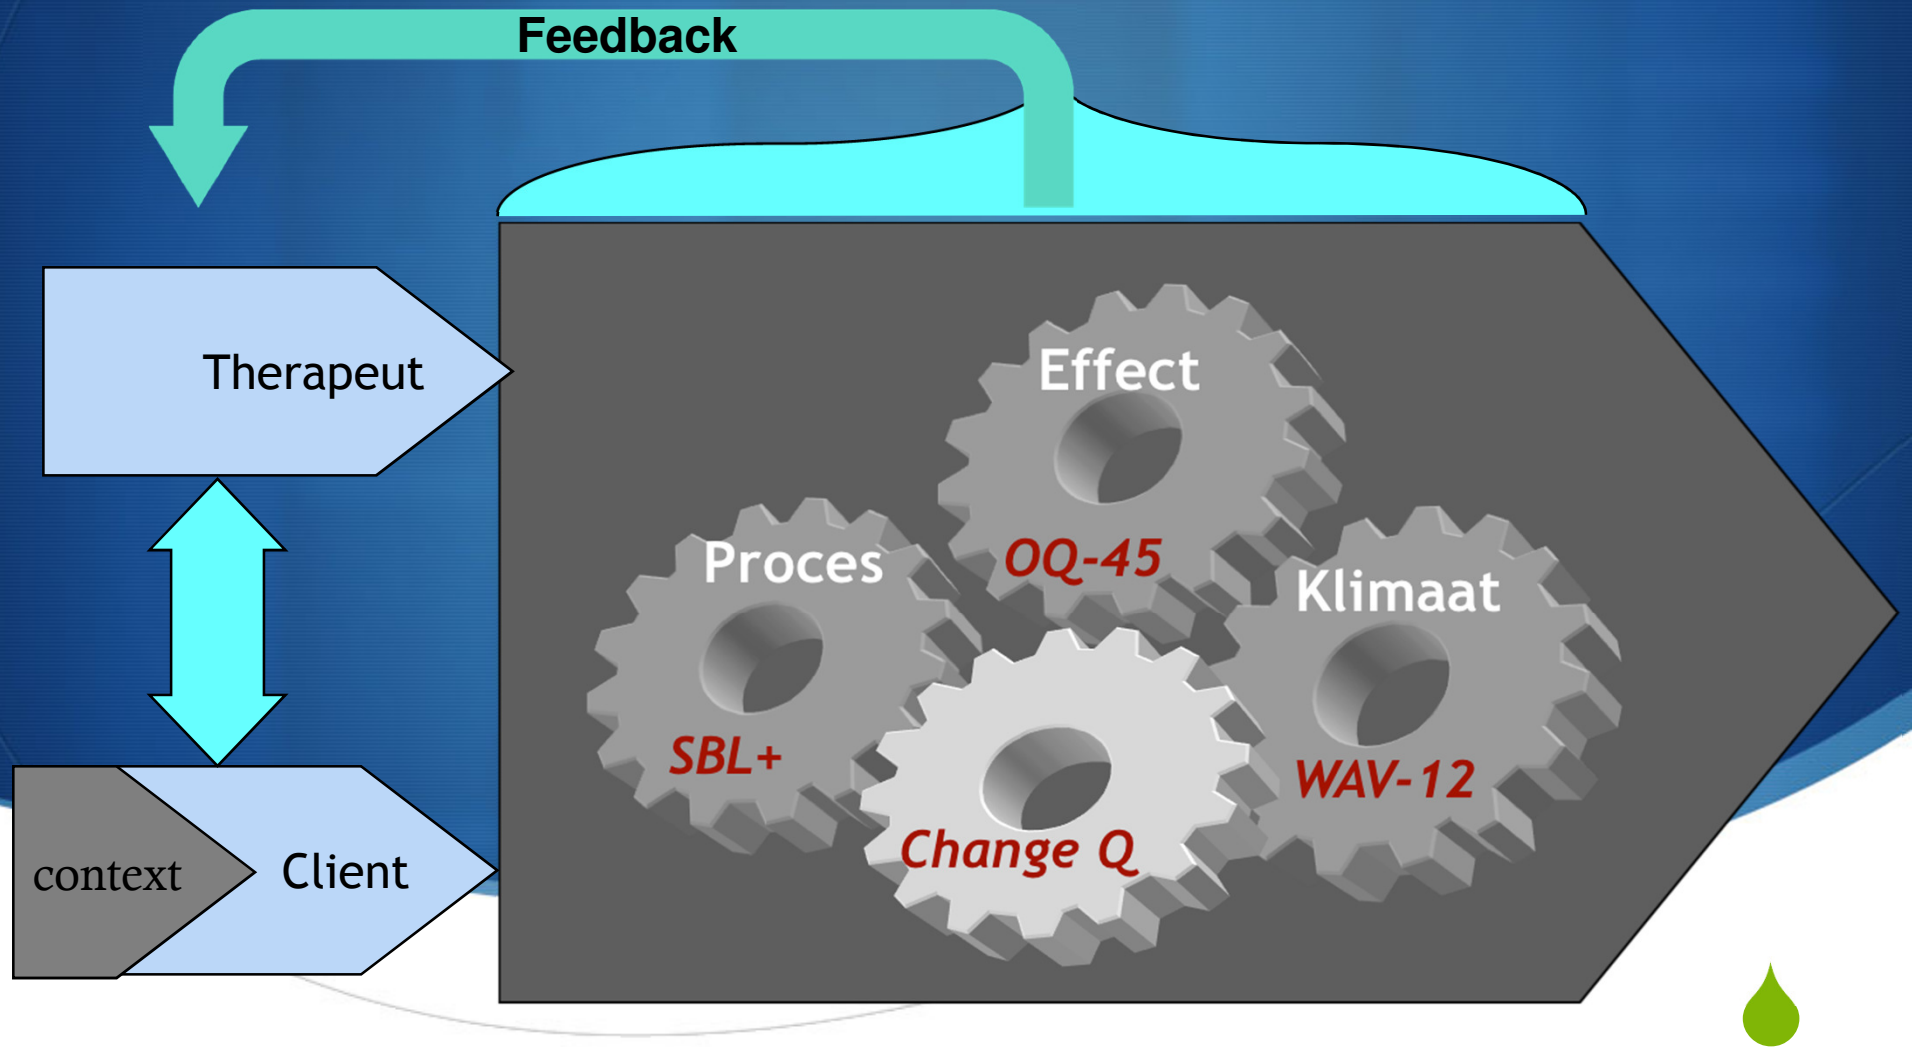 Feedback
Therapeut
Effect
OQ-45
Proces
SBL+
Klimaat
WAV-12
Change Q
context
Client